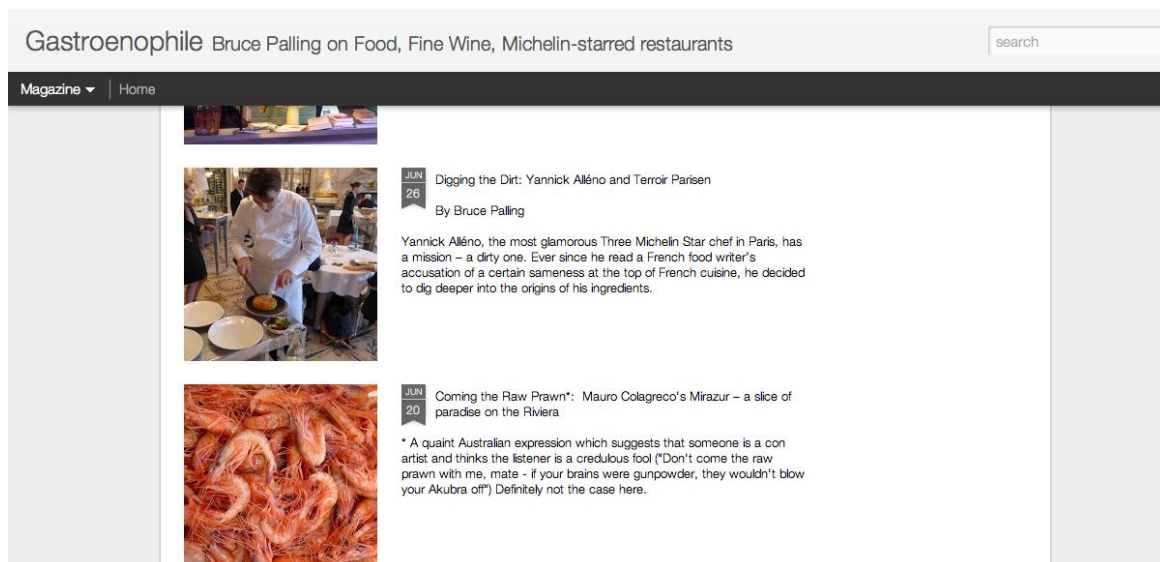 Gastroenophile Bruce Palling on Food, Fine Wine, Michelin-starred restaurants
search
Magazine Home
JUN
26
Digging the Dirt: Yannick Alléno and Terroir Parisen
By Bruce Palling
Yannick Alléno, the most glamorous Three Michelin Star chef in Paris, has
a mission – a dirty one. Ever since he read a French food writer's
accusation of a certain sameness at the top of French cuisine, he decided
to dig deeper into the origins of his ingredients.
JUN
20
Coming the Raw Prawn*: Mauro Colagreco's Mirazur – a slice of
paradise on the Riviera
* A quaint Australian expression which suggests that someone is a con
artist and thinks the listener is a credulous fool ("Don't come the raw
prawn with me, mate - if your brains were gunpowder, they wouldn't blow
your Akubra off") Definitely not the case here.